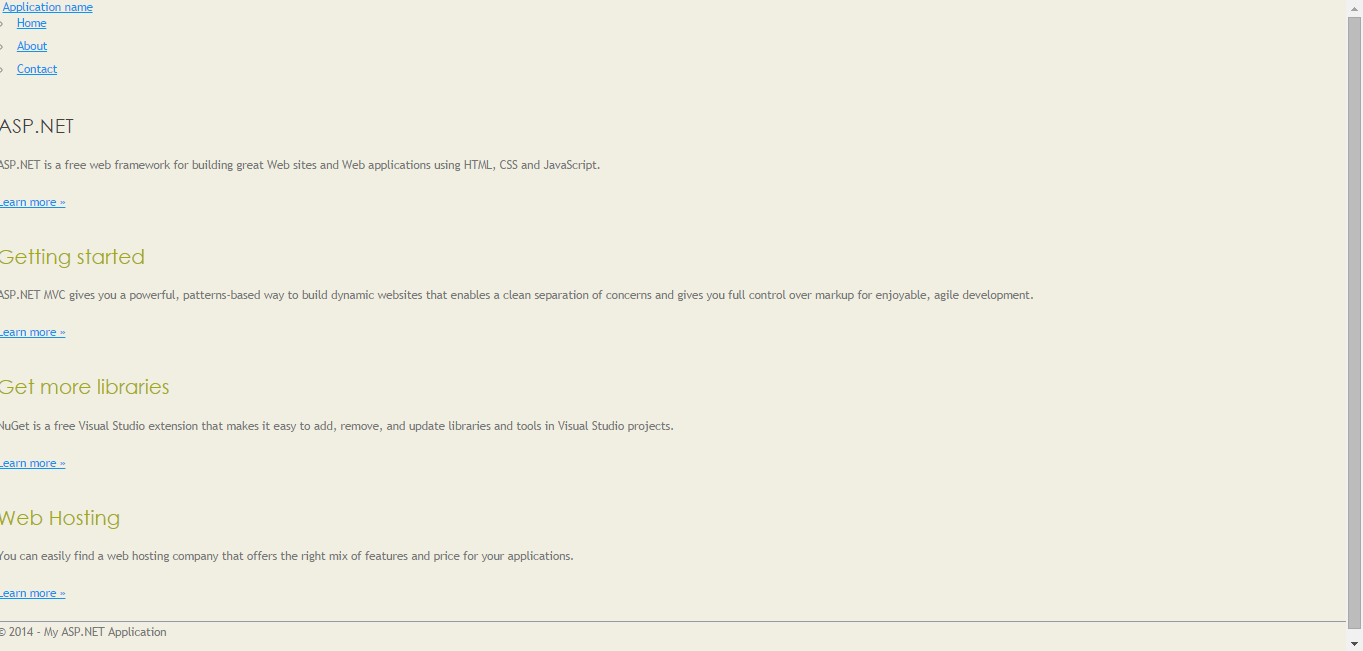 Application name
Home
About
Contact
ASP.NET
ASP.NET is a free web framework for building great Web sites and Web applications using HTML, CSS and JavaScript.
Learn more »
Getting started
ASP.NET MVC gives you a powerful, patterns-based way to build dynamic websites that enables a clean separation of concerns and gives you full control over markup for enjoyable, agile development.
Learn more »
Get more libraries
NuGet is a free Visual Studio extension that makes it easy to add, remove, and update libraries and tools in Visual Studio projects.
Learn more »
Web Hosting
You can easily find a web hosting company that offers the right mix of features and price for your applications.
Learn more »
© 2014 - My ASP.NET Application